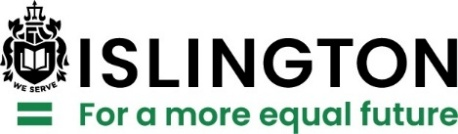 WE SERVE
ISLINGTON
= For a more equal future